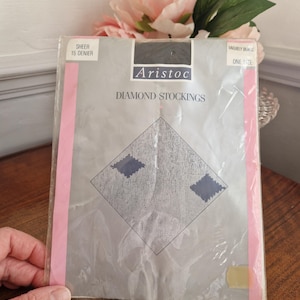 SHEER
15 DENIER
ONE SIZE
Aristoc
DIAMOND STOCKINGS